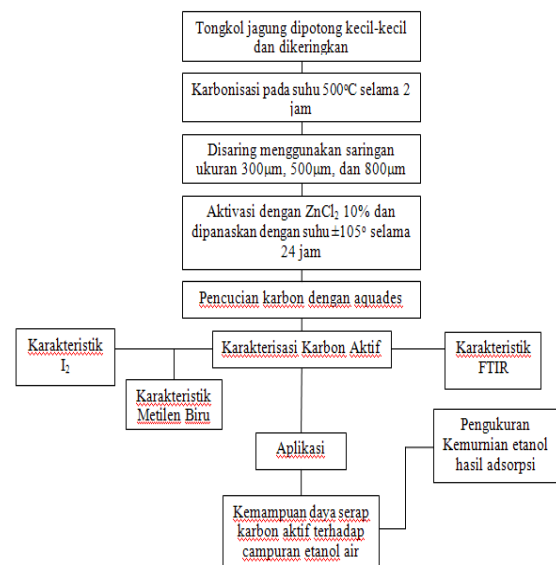 Tongkol jagung dipotong kecil-kecil
dan dikeringkan
Karbonisasi pada suhu 500⁰C selama 2
jam
Disaring menggunakan saringan
ukuran 300µm, 500µm, dan 800µm
Aktivasi dengan ZnCl₂ 10% dan
dipanaskan dengan suhu ±105⁰ selama
24 jam
Pencucian karbon dengan aquades
Karakteristik
I₂
Karakterisasi Karbon Aktif
Karakteristik
FTIR
Karakteristik
Metilen Biru
Aplikasi
Pengukuran
Kemurnian etanol
hasil adsorpsi
Kemampuan daya serap
karbon aktif terhadap
campuran etanol air